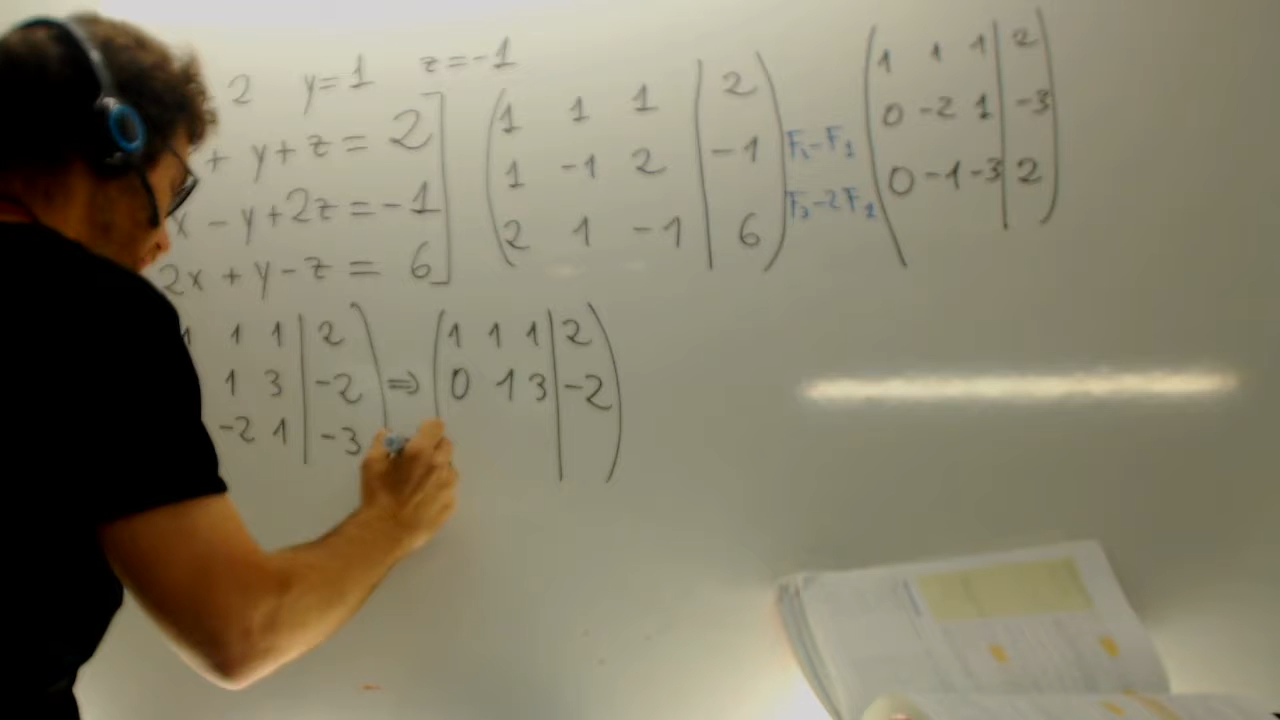 2 y=1 z=-1
+ y+z = 2
x - y+2z = -1
2x + y - z = 6
1 1 1 | 2
1 -1 2 | -1
2 1 -1 | 6
F₂-F₁
F₃-2F₁
1 1 1 | 2
0 -2 1 | -3
0 -1 -3 | 2
1 1 1 | 2
1 3 | -2
-2 1 | -3
⇒
1 1 1 | 2
0 1 3 | -2